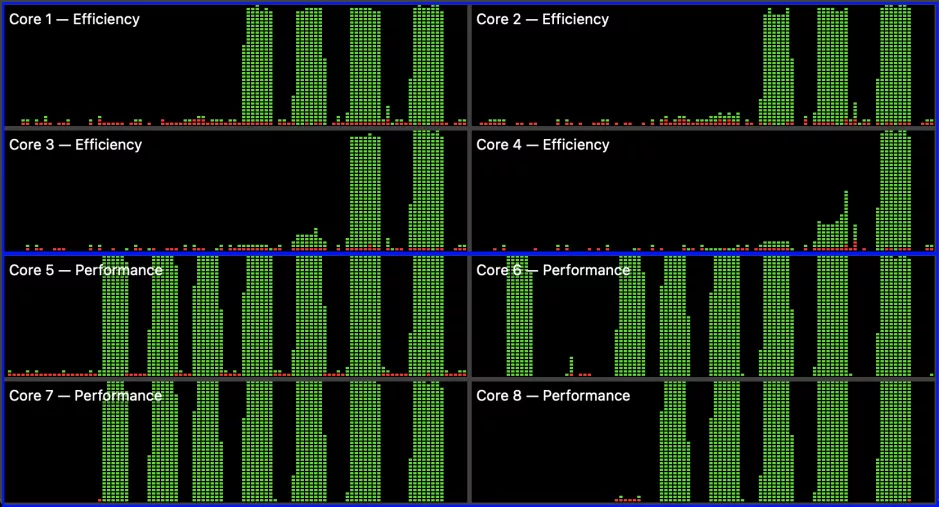 Core 1 — Efficiency
Core 2 — Efficiency
Core 3 — Efficiency
Core 4 — Efficiency
Core 5 — Performance
Core 6 — Performance
Core 7 — Performance
Core 8 — Performance